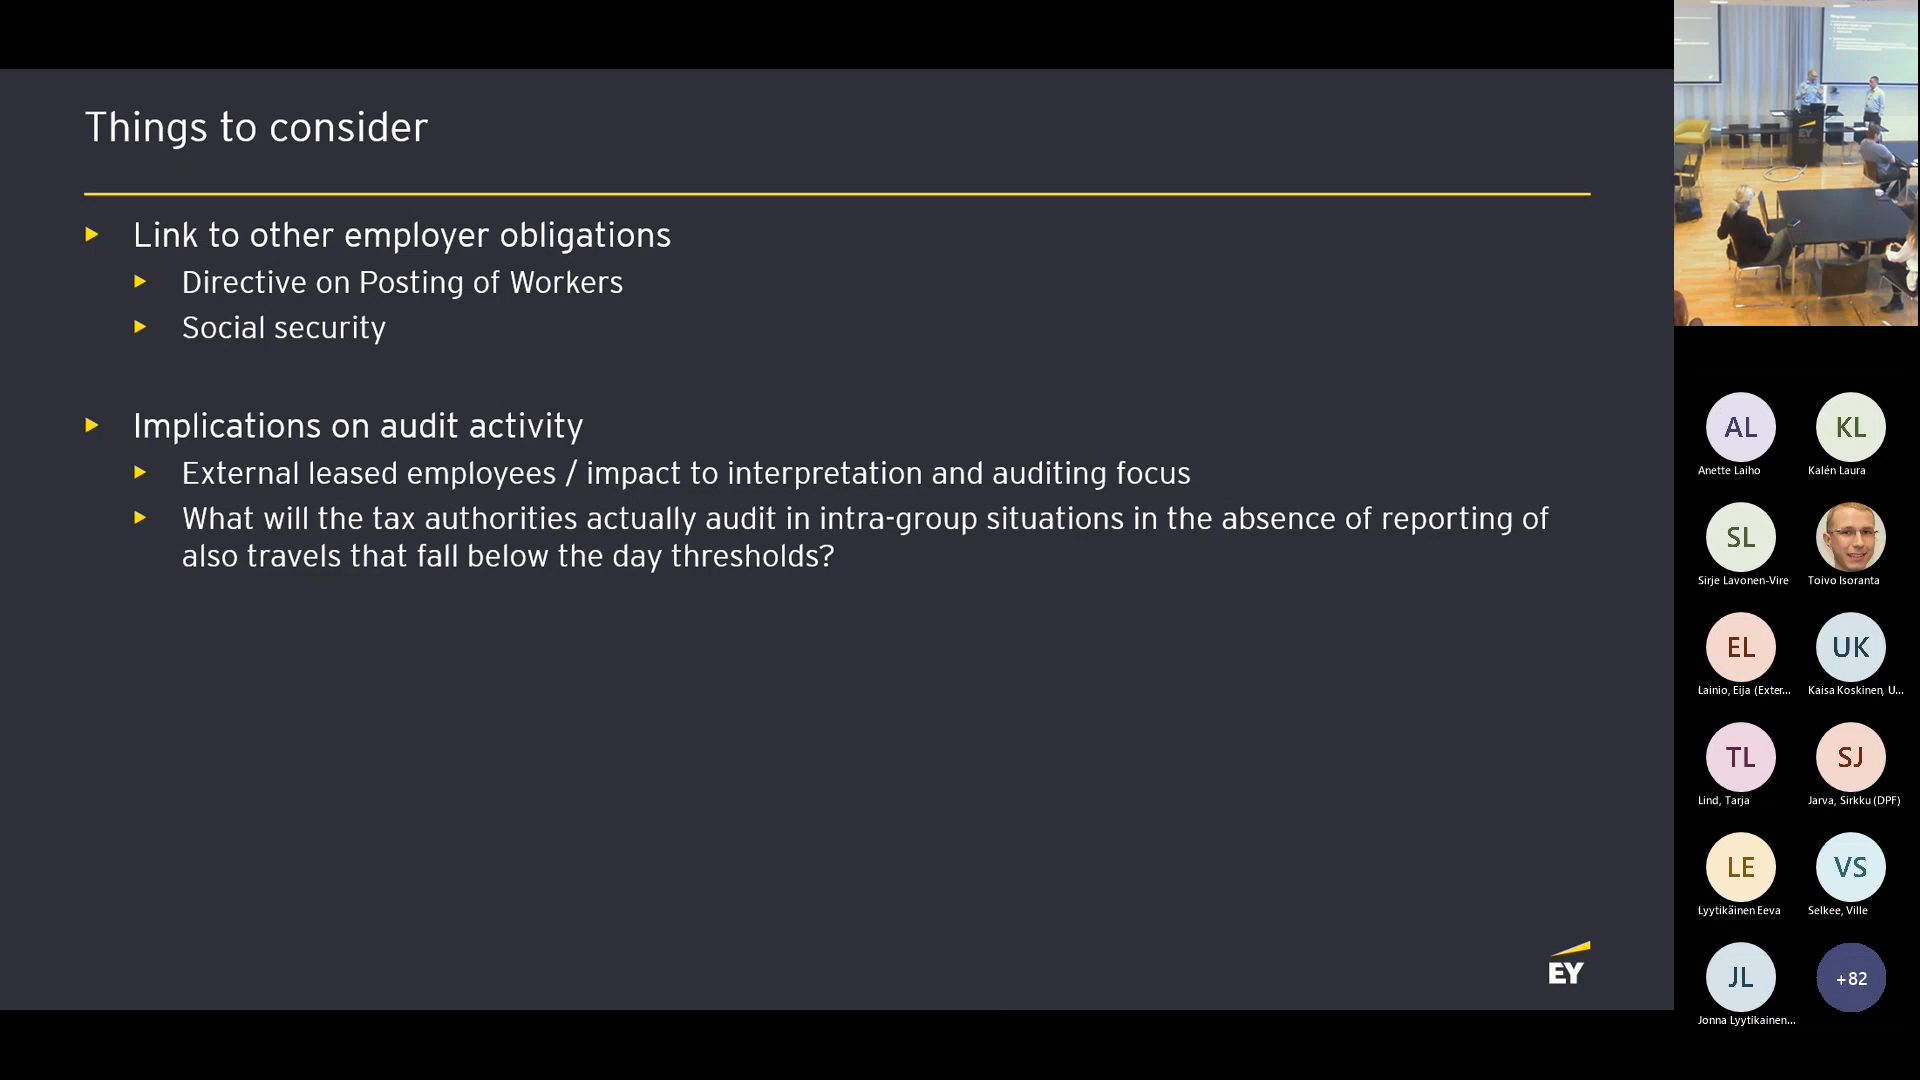 Things to consider
Link to other employer obligations
Directive on Posting of Workers
Social security
Implications on audit activity
External leased employees / impact to interpretation and auditing focus
What will the tax authorities actually audit in intra-group situations in the absence of reporting of
also travels that fall below the day thresholds?
EY
AL
Anette Laiho
KL
Kalén Laura
SL
Sirje Lavonen-Vire
Toivo Isoranta
EL
Lainio, Eija (Exter...
UK
Kaisa Koskinen, U...
TL
Lind, Tarja
SJ
Jarva, Sirkku (DPF)
LE
Lyytikäinen Eeva
VS
Selkee, Ville
JL
Jonna Lyytikainen...
+82